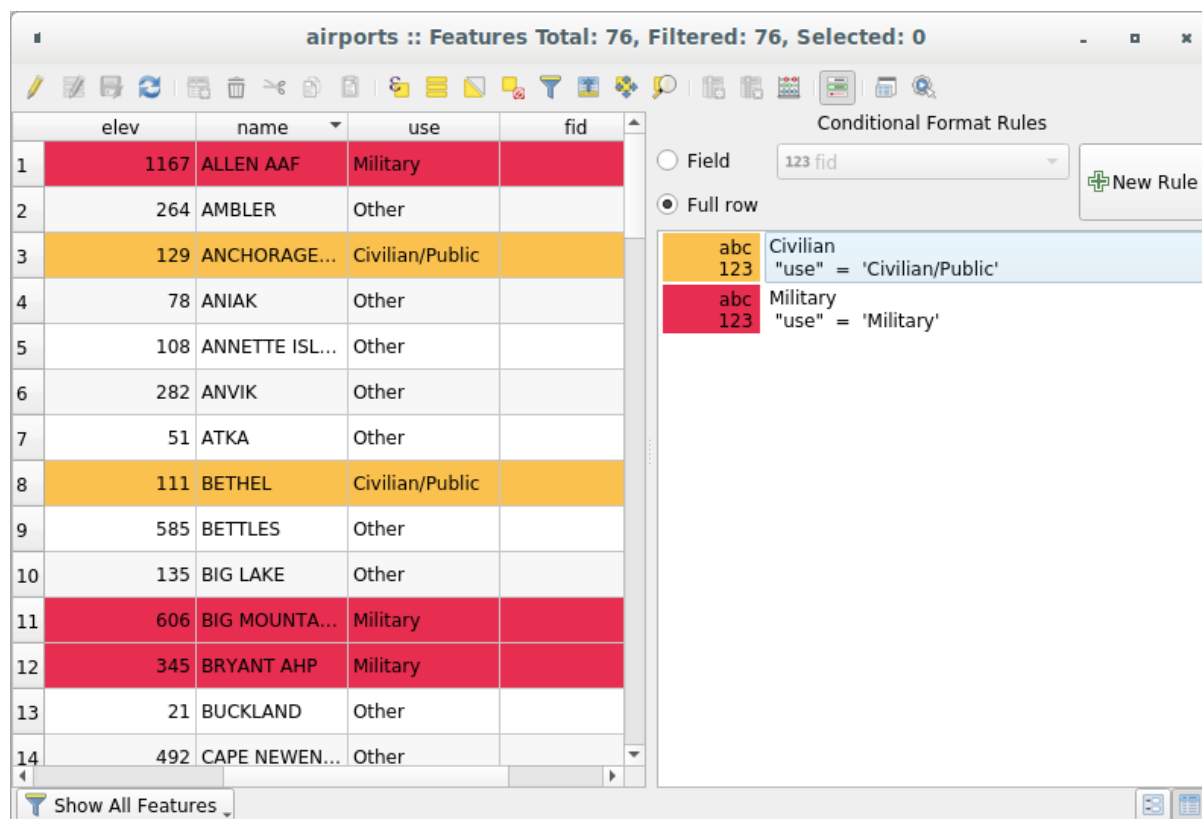 airports :: Features Total: 76, Filtered: 76, Selected: 0
elev name use fid
1 1167 ALLEN AAF Military
2 264 AMBLER Other
3 129 ANCHORAGE... Civilian/Public
4 78 ANIAK Other
5 108 ANNETTE ISL... Other
6 282 ANVIK Other
7 51 ATKA Other
8 111 BETHEL Civilian/Public
9 585 BETTLES Other
10 135 BIG LAKE Other
11 606 BIG MOUNTA... Military
12 345 BRYANT AHP Military
13 21 BUCKLAND Other
14 492 CAPE NEWEN... Other
Show All Features
Conditional Format Rules
Field 123 fid
Full row
New Rule
abc Civilian
123 "use" = 'Civilian/Public'
abc Military
123 "use" = 'Military'